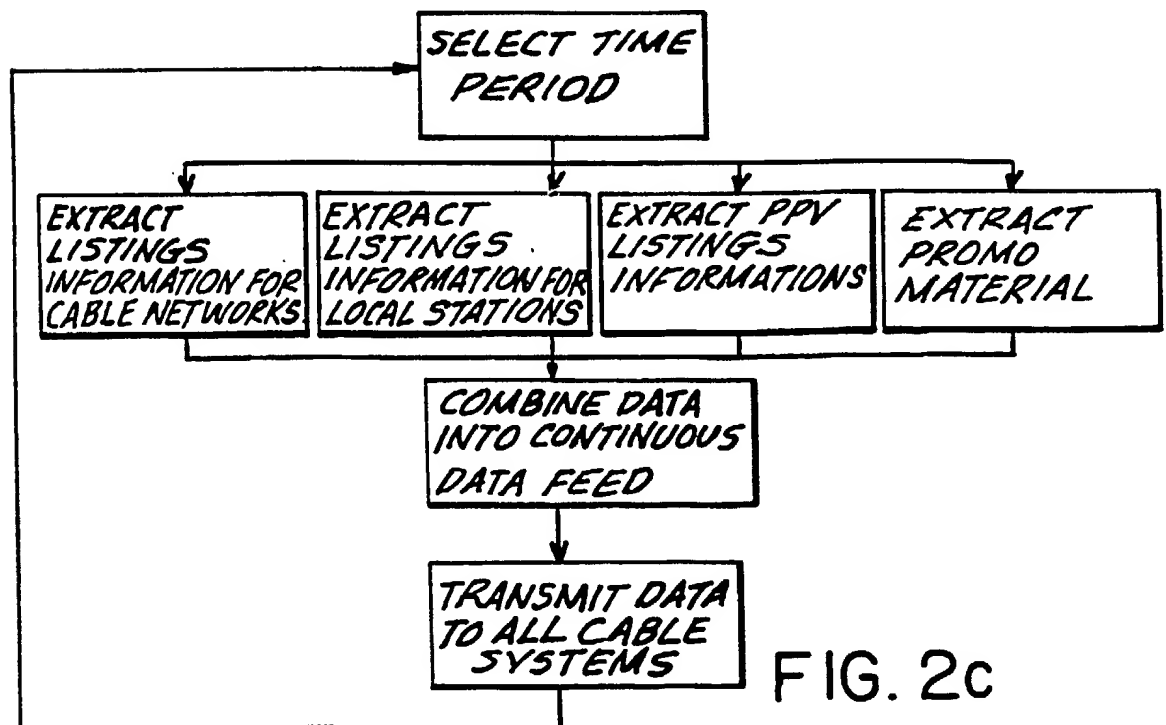 SELECT TIME
PERIOD
EXTRACT
LISTINGS
INFORMATION FOR
CABLE NETWORKS.
EXTRACT
LISTINGS
INFORMATION FOR
LOCAL STATIONS
EXTRACT PPV
LISTINGS
INFORMATIONS
EXTRACT
PROMO
MATERIAL
COMBINE DATA
INTO CONTINUOUS
DATA FEED
TRANSMIT DATA
TO ALL CABLE
SYSTEMS
FIG. 2c